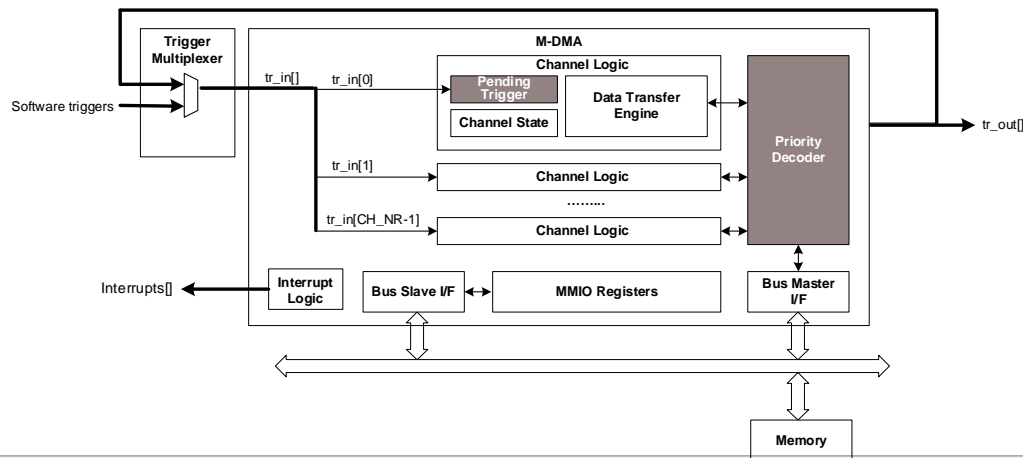 M-DMA
Trigger
Multiplexer
Software triggers
tr_in[]
tr_in[0]
Channel Logic
Pending
Trigger
Channel State
Data Transfer
Engine
Priority
Decoder
tr_out[]
tr_in[1]
Channel Logic
.........
tr_in[CH_NR-1]
Channel Logic
Interrupts[]
Interrupt
Logic
Bus Slave I/F
MMIO Registers
Bus Master
I/F
Memory